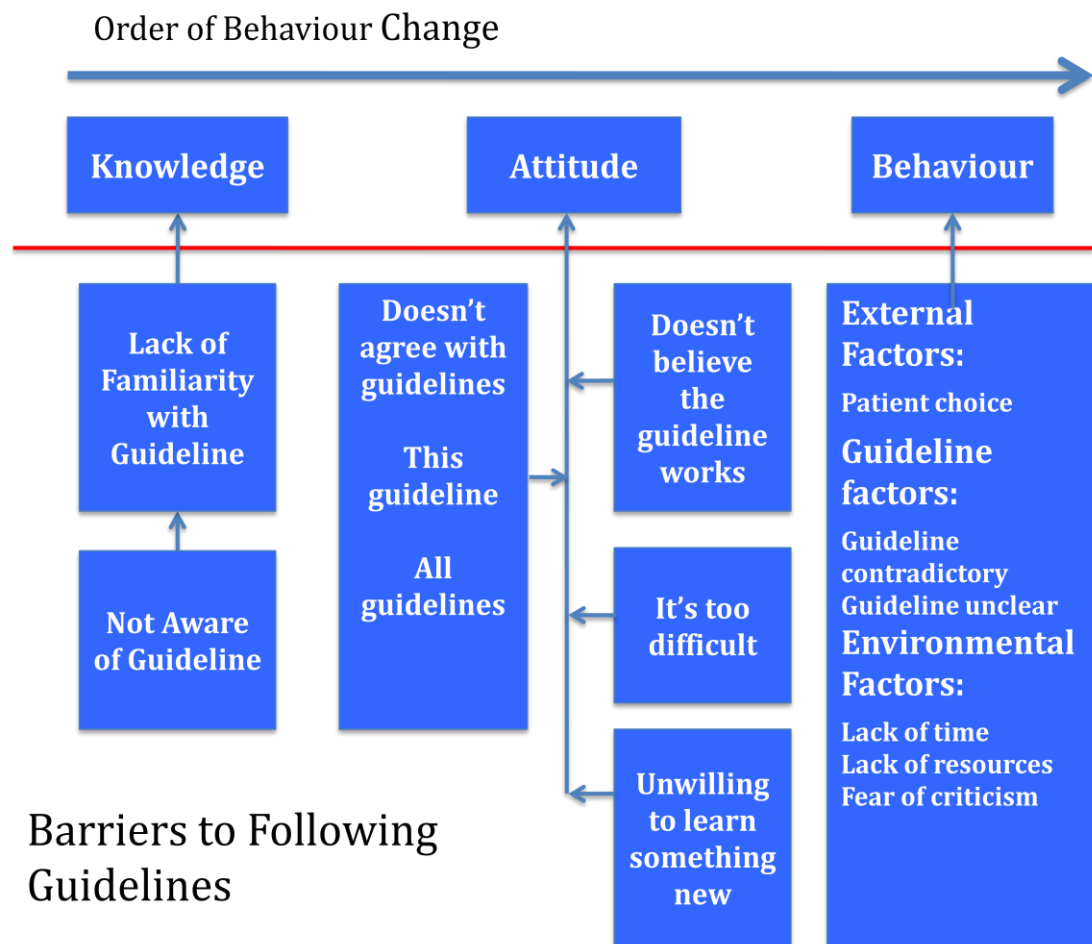 Order of Behaviour Change
Knowledge
Attitude
Behaviour
Lack of
Familiarity
with
Guideline
Not Aware
of Guideline
Doesn't
agree with
guidelines
This
guideline
All
guidelines
Doesn't
believe
the
guideline
works
It's too
difficult
Unwilling
to learn
something
new
External
Factors:
Patient choice
Guideline
factors:
Guideline
contradictory
Guideline unclear
Environmental
Factors:
Lack of time
Lack of resources
Fear of criticism
Barriers to Following
Guidelines